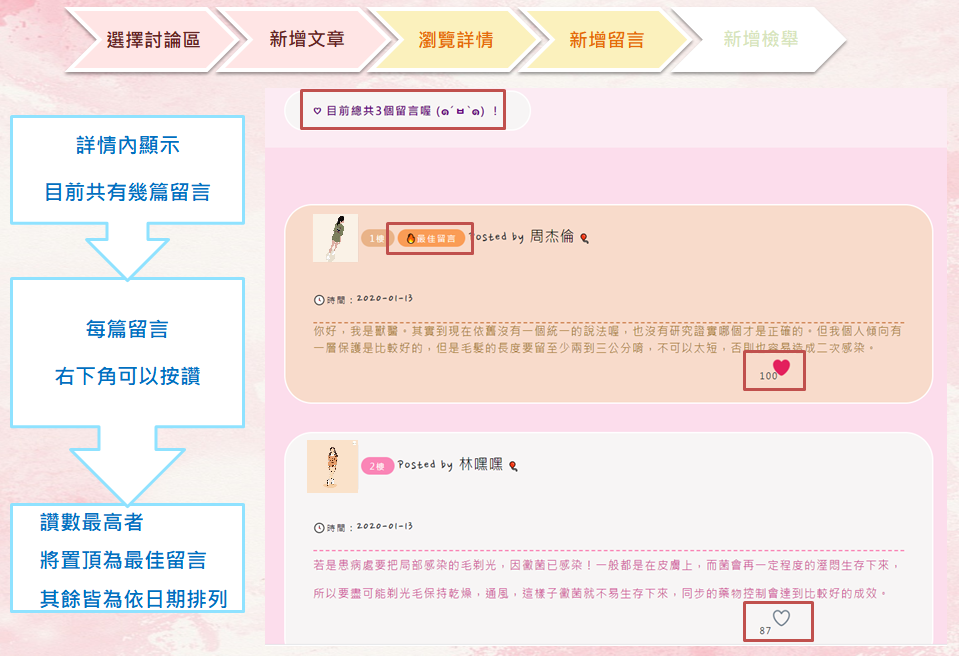 選擇討論區
新增文章
瀏覽詳情
新增留言
新增檢舉
詳情內顯示
目前共有幾篇留言
每篇留言
右下角可以按讚
讚數最高者
將置頂為最佳留言
其餘皆為依日期排列
♡ 目前總共3個留言喔 (๑´ㅂ`๑) !
1樓 最佳留言 Posted by 周杰倫
時間：2020-01-13
你好，我是獸醫。其實到現在依舊沒有一個統一的說法喔，也沒有研究證實哪個才是正確的。但我個人傾向有
一層保護是比較好的，但是毛髮的長度要留至少兩到三公分唷，不可以太短，否則也容易造成二次感染。
100
2樓 Posted by 林嘿嘿
時間：2020-01-13
若是患病處要把局部感染的毛剃光，因黴菌已感染！一般都是在皮膚上，而菌會再一定程度的溼悶生存下來，
所以要盡可能剃光毛保持乾燥，通風，這樣子黴菌就不易生存下來，同步的藥物控制會達到比較好的成效。
87